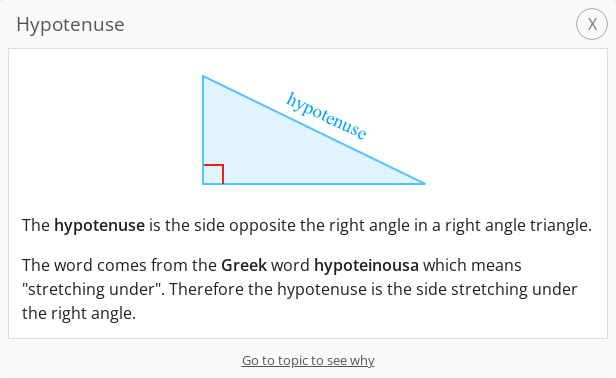 Hypotenuse
X
hypotenuse
The hypotenuse is the side opposite the right angle in a right angle triangle.
The word comes from the Greek word hypoteinousa which means
"stretching under". Therefore the hypotenuse is the side stretching under
the right angle.
Go to topic to see why